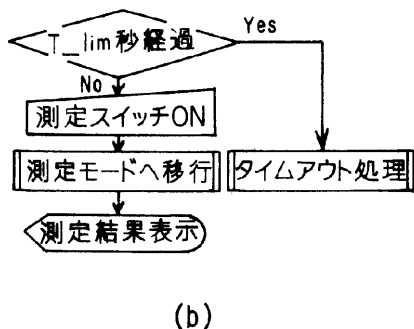 T_lim秒経過
Yes
No
測定スイッチON
測定モードへ移行
タイムアウト処理
測定結果表示
(b)